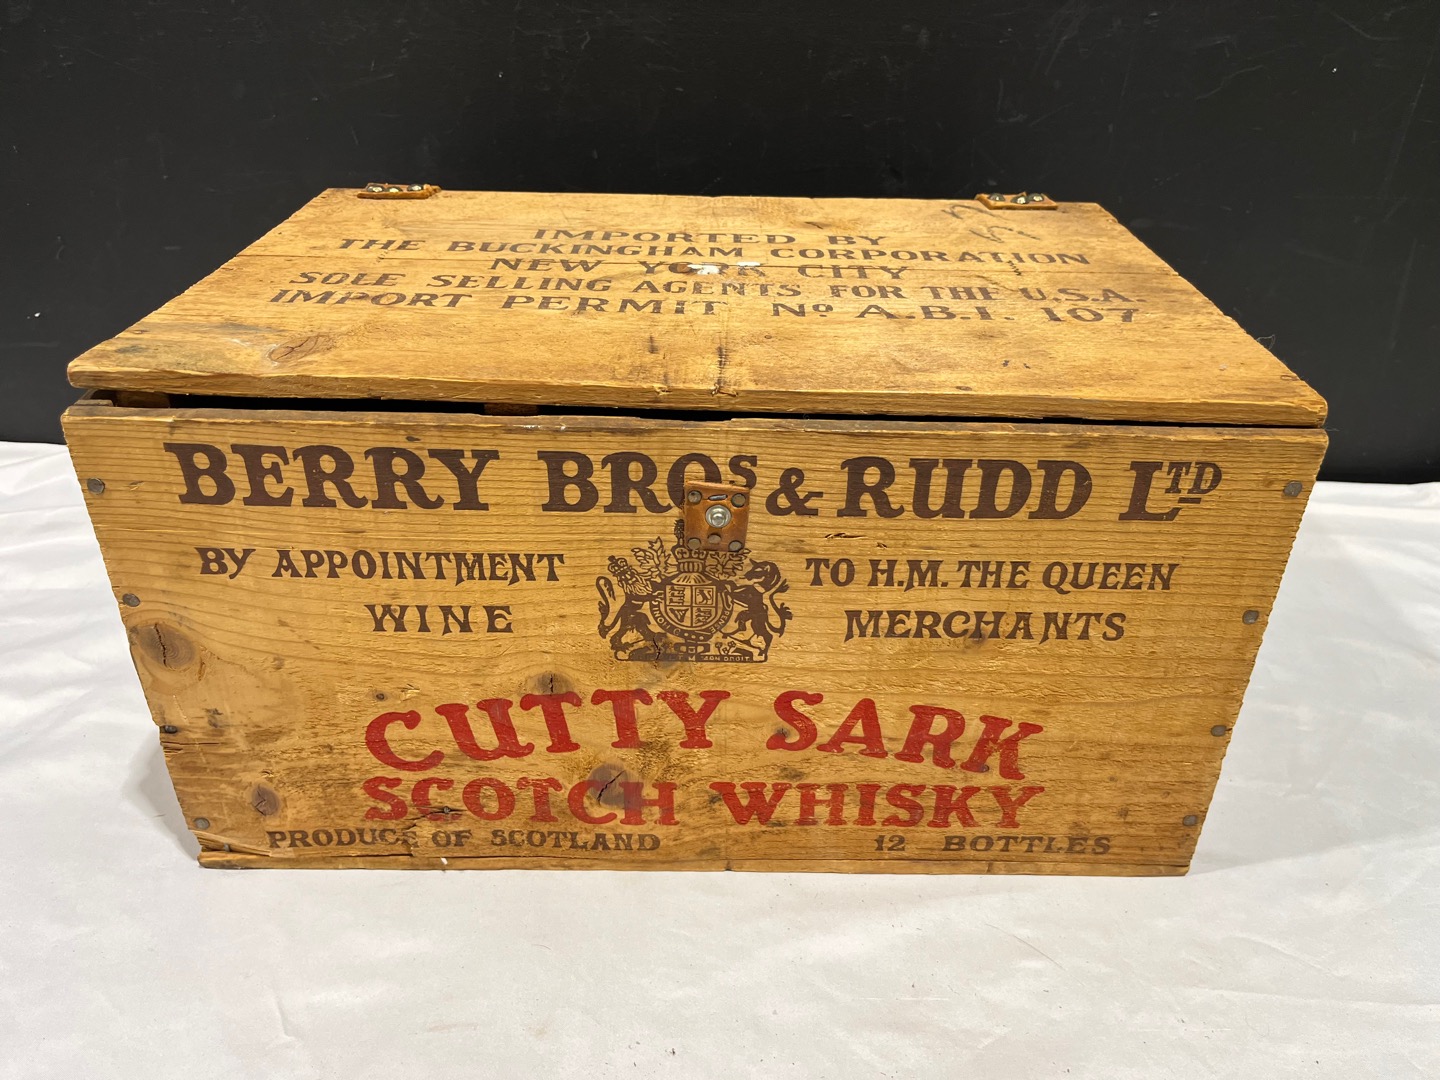 IMPORTED BY
THE BUCKINGHAM CORPORATION
NEW YORK CITY
SOLE SELLING AGENTS FOR THE U.S.A.
IMPORT PERMIT No A.B.I. 107
BERRY BROS & RUDD LTD
BY APPOINTMENT TO H.M. THE QUEEN
WINE MERCHANTS
CUTTY SARK
SCOTCH WHISKY
PRODUCE OF SCOTLAND 12 BOTTLES